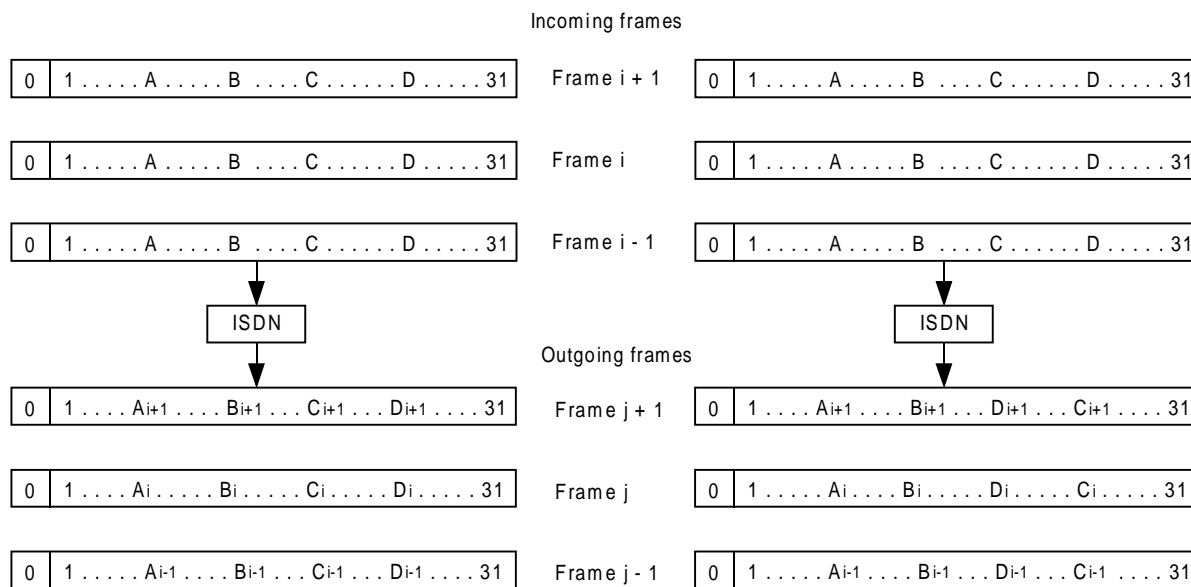 Incoming frames
0 1 . . . . . A . . . . . B . . . . C . . . . . . D . . . . . 31 Frame i + 1 0 1 . . . . . A . . . . . B . . . . C . . . . . . D . . . . . 31
0 1 . . . . . A . . . . . B . . . . C . . . . . . D . . . . . 31 Frame i 0 1 . . . . . A . . . . . B . . . . C . . . . . . D . . . . . 31
0 1 . . . . . A . . . . . B . . . . C . . . . . . D . . . . . 31 Frame i - 1 0 1 . . . . . A . . . . . B . . . . C . . . . . . D . . . . . 31
ISDN ISDN
Outgoing frames
0 1 . . . . Ai+1 . . . . Bi+1 . . . Ci+1 . . . Di+1 . . . . 31 Frame j + 1 0 1 . . . . . Ai+1 . . . . Bi+1 . . . Di+1 . . . Ci+1 . . . . 31
0 1 . . . . Ai . . . . . Bi . . . . . Ci . . . . Di . . . . . 31 Frame j 0 1 . . . . . Ai . . . . Bi . . . . . Di . . . . . Ci . . . . . 31
0 1 . . . . . Ai-1 . . . . Bi-1 . . . Ci-1 . . . Di-1 . . . . 31 Frame j - 1 0 1 . . . . . Ai-1 . . . . Bi-1 . . . Di-1 . . . Ci-1 . . . . 31